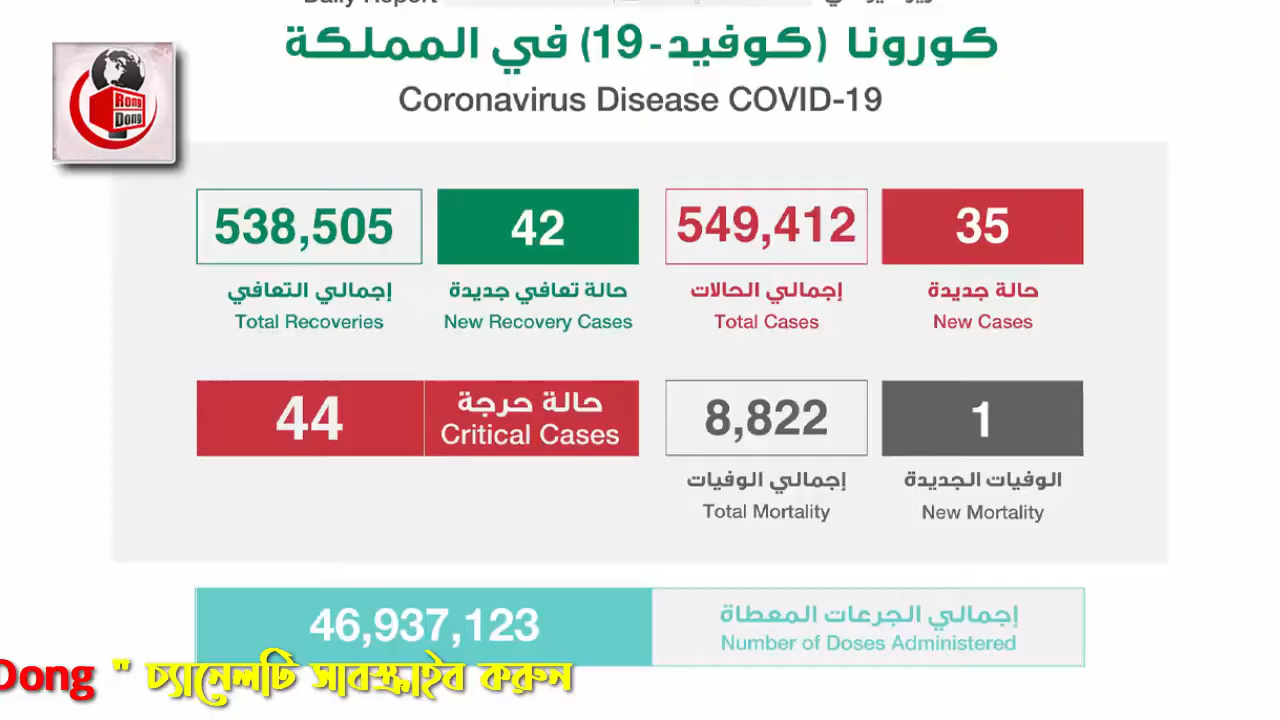 Daily Report
كورونا (كوفيد-19) في المملكة
Coronavirus Disease COVID-19
Rong
Dong
538,505
42
549,412
35
إجمالي التعافي
حالة تعافي جديدة
إجمالي الحالات
حالة جديدة
Total Recoveries
New Recovery Cases
Total Cases
New Cases
44
حالة حرجة
Critical Cases
8,822
1
إجمالي الوفيات
الوفيات الجديدة
Total Mortality
New Mortality
46,937,123
إجمالي الجرعات المعطاة
Number of Doses Administered
Dong " চ্যানেলটি সাবস্ক্রাইব করুন